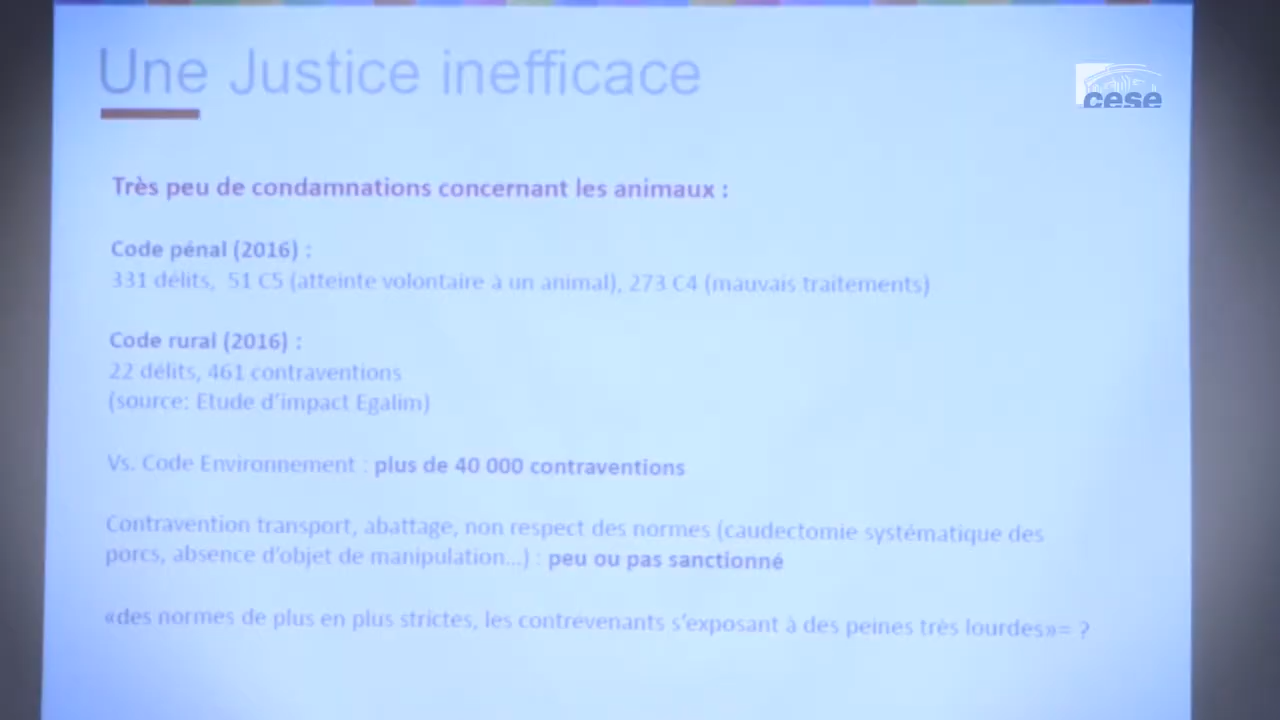 Une Justice inefficace
cese
Très peu de condamnations concernant les animaux :
Code pénal (2016) :
331 délits, 51 C5 (atteinte volontaire à un animal), 273 C4 (mauvais traitements)
Code rural (2016) :
22 délits, 461 contraventions
(source: Etude d'impact Egalim)
Vs. Code Environnement : plus de 40 000 contraventions
Contravention transport, abattage, non respect des normes (caudectomie systématique des
porcs, absence d'objet de manipulation...) : peu ou pas sanctionné
«des normes de plus en plus strictes, les contrevenants s'exposant à des peines très lourdes»= ?